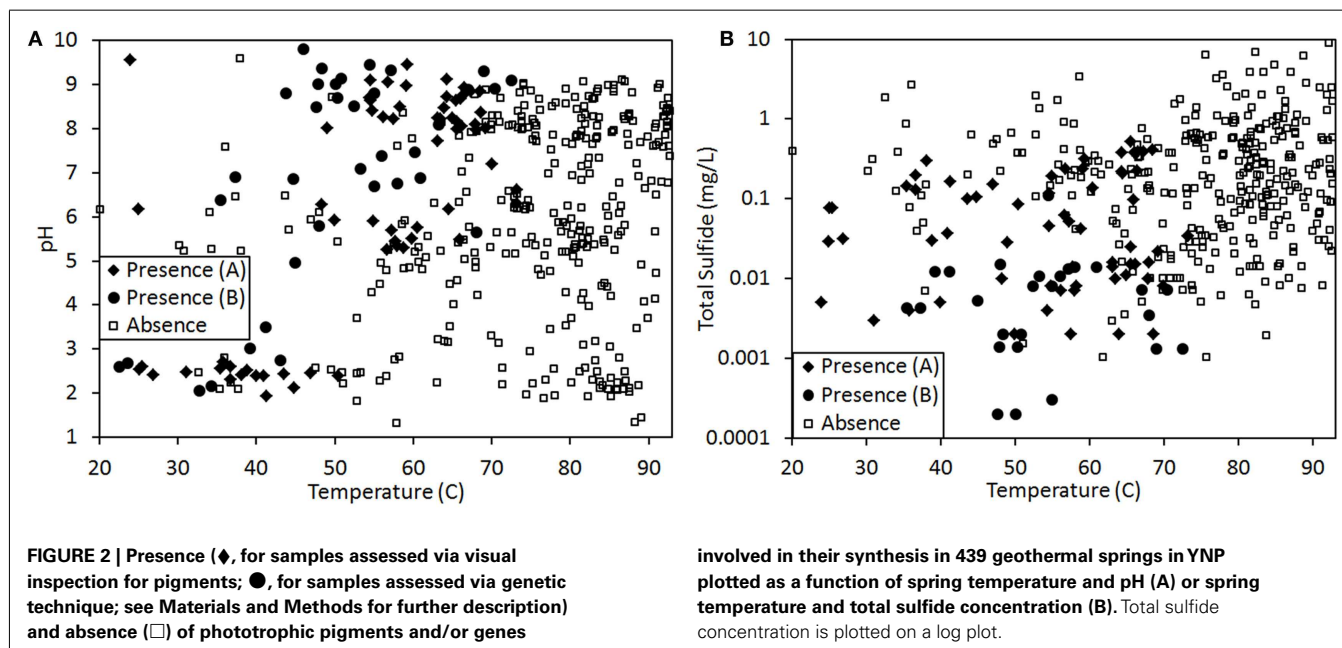 A
10
9
8
7
6
5
4
3
2
1
pH
Presence (A)
Presence (B)
Absence
20 30 40 50 60 70 80 90
Temperature (C)
B
10
1
0.1
0.01
0.001
0.0001
Total Sulfide (mg/L)
Presence (A)
Presence (B)
Absence
20 30 40 50 60 70 80 90
Temperature (C)
FIGURE 2 | Presence (♦, for samples assessed via visual
inspection for pigments; ●, for samples assessed via genetic
technique; see Materials and Methods for further description)
and absence (□) of phototrophic pigments and/or genes
involved in their synthesis in 439 geothermal springs in YNP
plotted as a function of spring temperature and pH (A) or spring
temperature and total sulfide concentration (B). Total sulfide
concentration is plotted on a log plot.